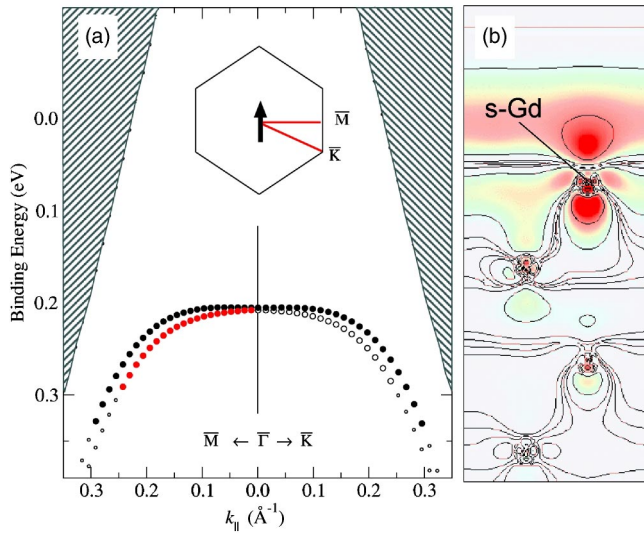 (a)
(b)
M̅
K̅
s-Gd
Binding Energy (eV)
0.0
0.1
0.2
0.3
M̅ ← Γ̅ → K̅
0.3 0.2 0.1 0.0 0.1 0.2 0.3
k∥ (Å⁻¹)